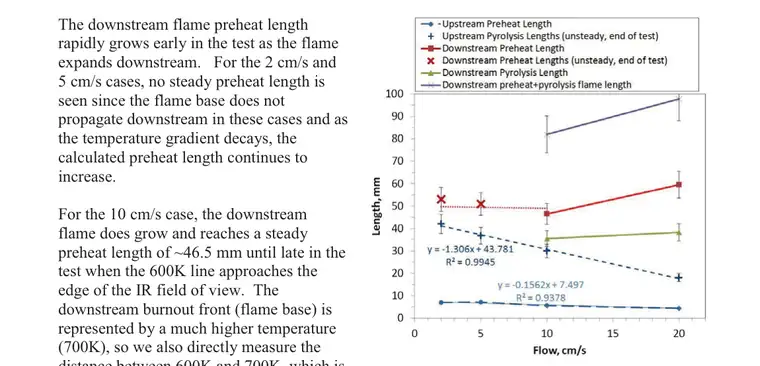 The downstream flame preheat length
rapidly grows early in the test as the flame
expands downstream. For the 2 cm/s and
5 cm/s cases, no steady preheat length is
seen since the flame base does not
propagate downstream in these cases and as
the temperature gradient decays, the
calculated preheat length continues to
increase.
For the 10 cm/s case, the downstream
flame does grow and reaches a steady
preheat length of ~46.5 mm until late in the
test when the 600K line approaches the
edge of the IR field of view. The
downstream burnout front (flame base) is
represented by a much higher temperature
(700K), so we also directly measure the
distance between 600K and 700K, which is
Upstream Preheat Length
Upstream Pyrolysis Lengths (unsteady, end of test)
Downstream Preheat Length
Downstream Preheat Lengths (unsteady, end of test)
Downstream Pyrolysis Length
Downstream preheat+pyrolysis flame length
100
90
80
70
60
50
40
30
20
10
0
Length, mm
y = -1.306x + 43.781
R² = 0.9945
y = -0.1562x + 7.497
R² = 0.9378
0
5
10
15
20
Flow, cm/s